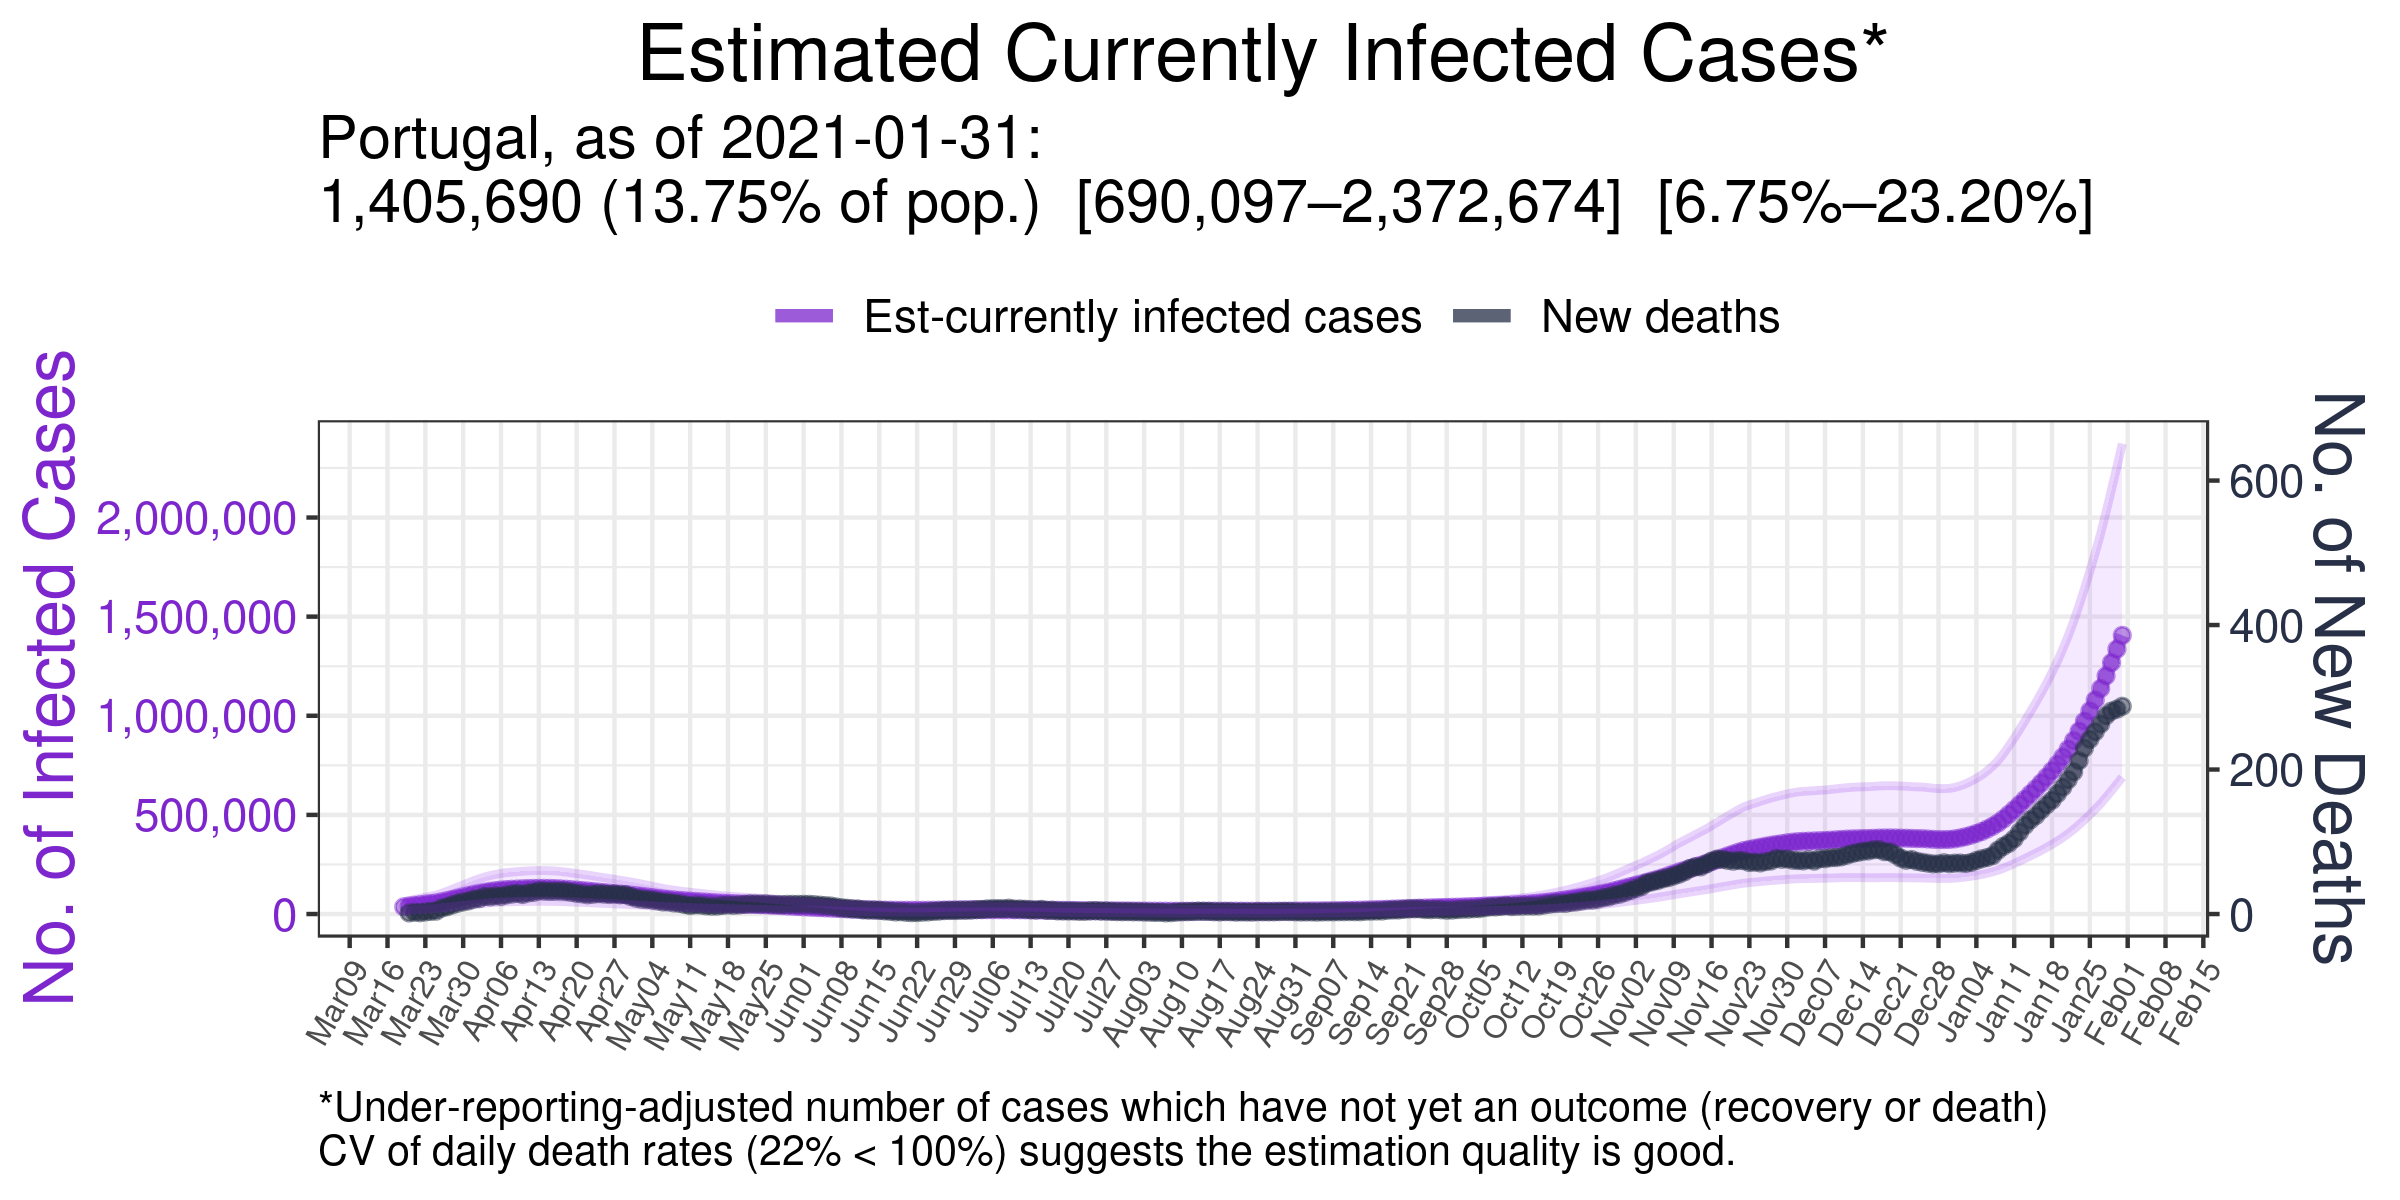 Estimated Currently Infected Cases*
Portugal, as of 2021-01-31:
1,405,690 (13.75% of pop.) [690,097–2,372,674] [6.75%–23.20%]
Est-currently infected cases
New deaths
No. of Infected Cases
2,000,000
1,500,000
1,000,000
500,000
0
600
400
200
0
No. of New Deaths
Mar09
Mar16
Mar23
Mar30
Apr06
Apr13
Apr20
Apr27
May04
May11
May18
May25
Jun01
Jun08
Jun15
Jun22
Jun29
Jul06
Jul13
Jul20
Jul27
Aug03
Aug10
Aug17
Aug24
Aug31
Sep07
Sep14
Sep21
Sep28
Oct05
Oct12
Oct19
Oct26
Nov02
Nov09
Nov16
Nov23
Nov30
Dec07
Dec14
Dec21
Dec28
Jan04
Jan11
Jan18
Jan25
Feb01
Feb08
Feb15
*Under-reporting-adjusted number of cases which have not yet an outcome (recovery or death)
CV of daily death rates (22% < 100%) suggests the estimation quality is good.